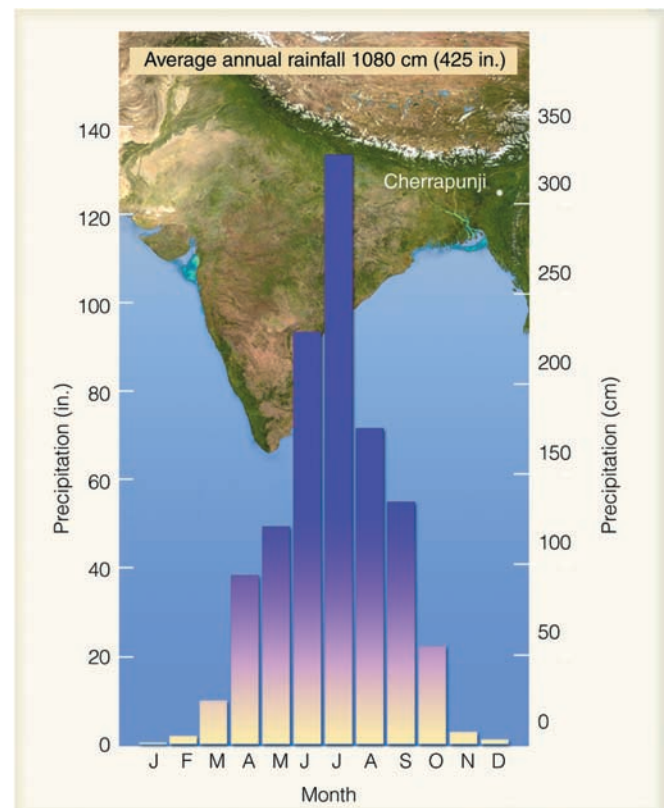 Average annual rainfall 1080 cm (425 in.)
Cherrapunji
Precipitation (in.)
140
120
100
80
60
40
20
0
Precipitation (cm)
350
300
250
200
150
100
50
0
J F M A M J J A S O N D
Month